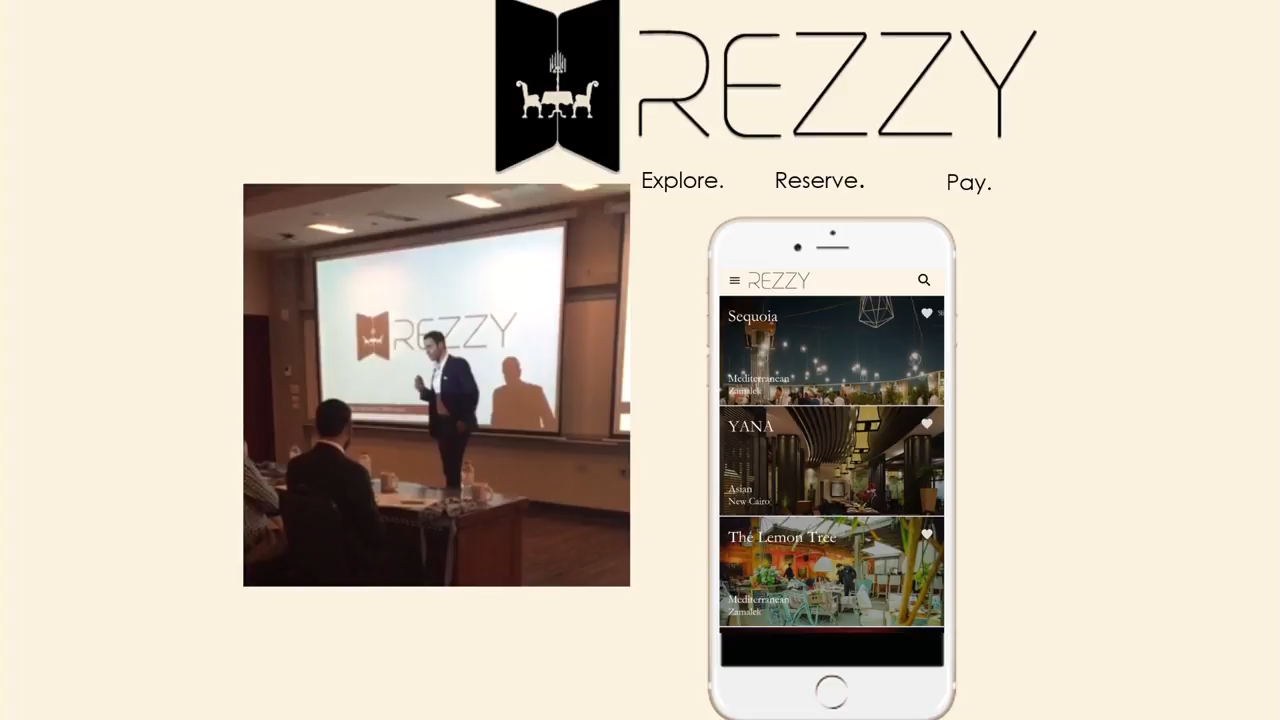 REZZY
Explore. Reserve. Pay.
REZZY
REZZY
Sequoia
Mediterranean
Zamalek
YANA
Asian
New Cairo
The Lemon Tree
Mediterranean
Zamalek